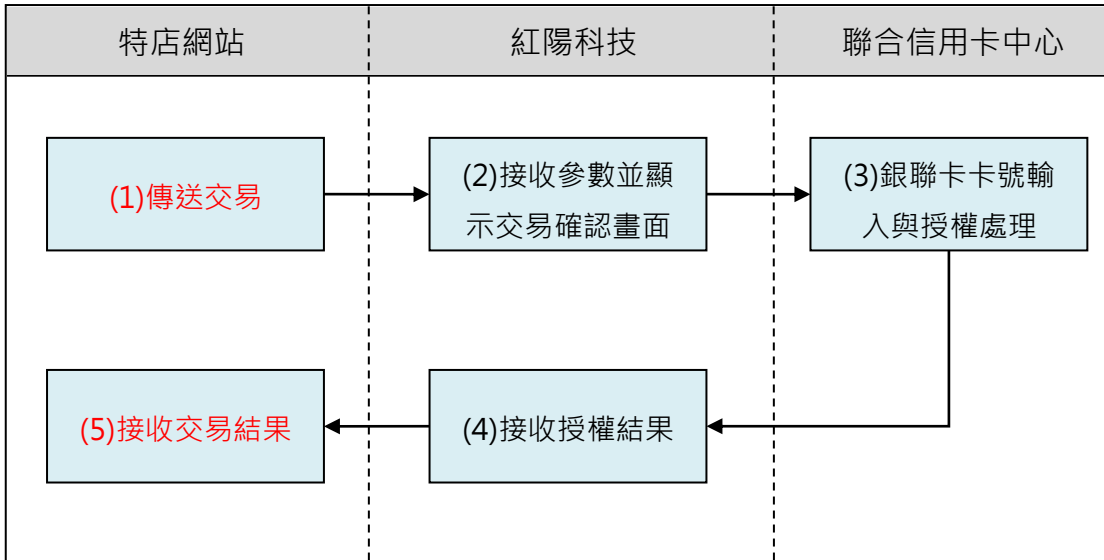 特店網站
紅陽科技
聯合信用卡中心
(1)傳送交易
(2)接收參數並顯
示交易確認畫面
(3)銀聯卡卡號輸
入與授權處理
(5)接收交易結果
(4)接收授權結果